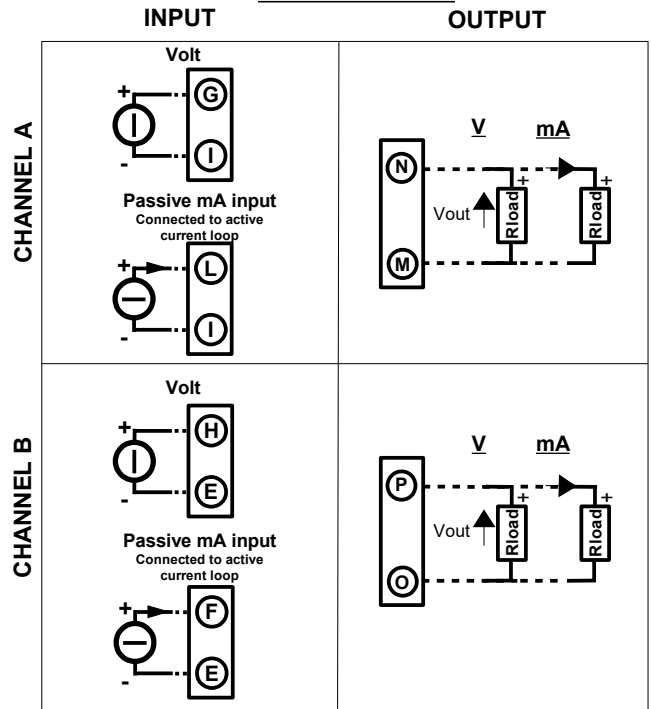 INPUT
OUTPUT
CHANNEL A
Volt
+
G
-
I
Passive mA input
Connected to active
current loop
+
L
-
I
V mA
N
+ +
Vout
Rload
Rload
M
CHANNEL B
Volt
+
H
-
E
Passive mA input
Connected to active
current loop
+
F
-
E
V mA
P
+ +
Vout
Rload
Rload
O